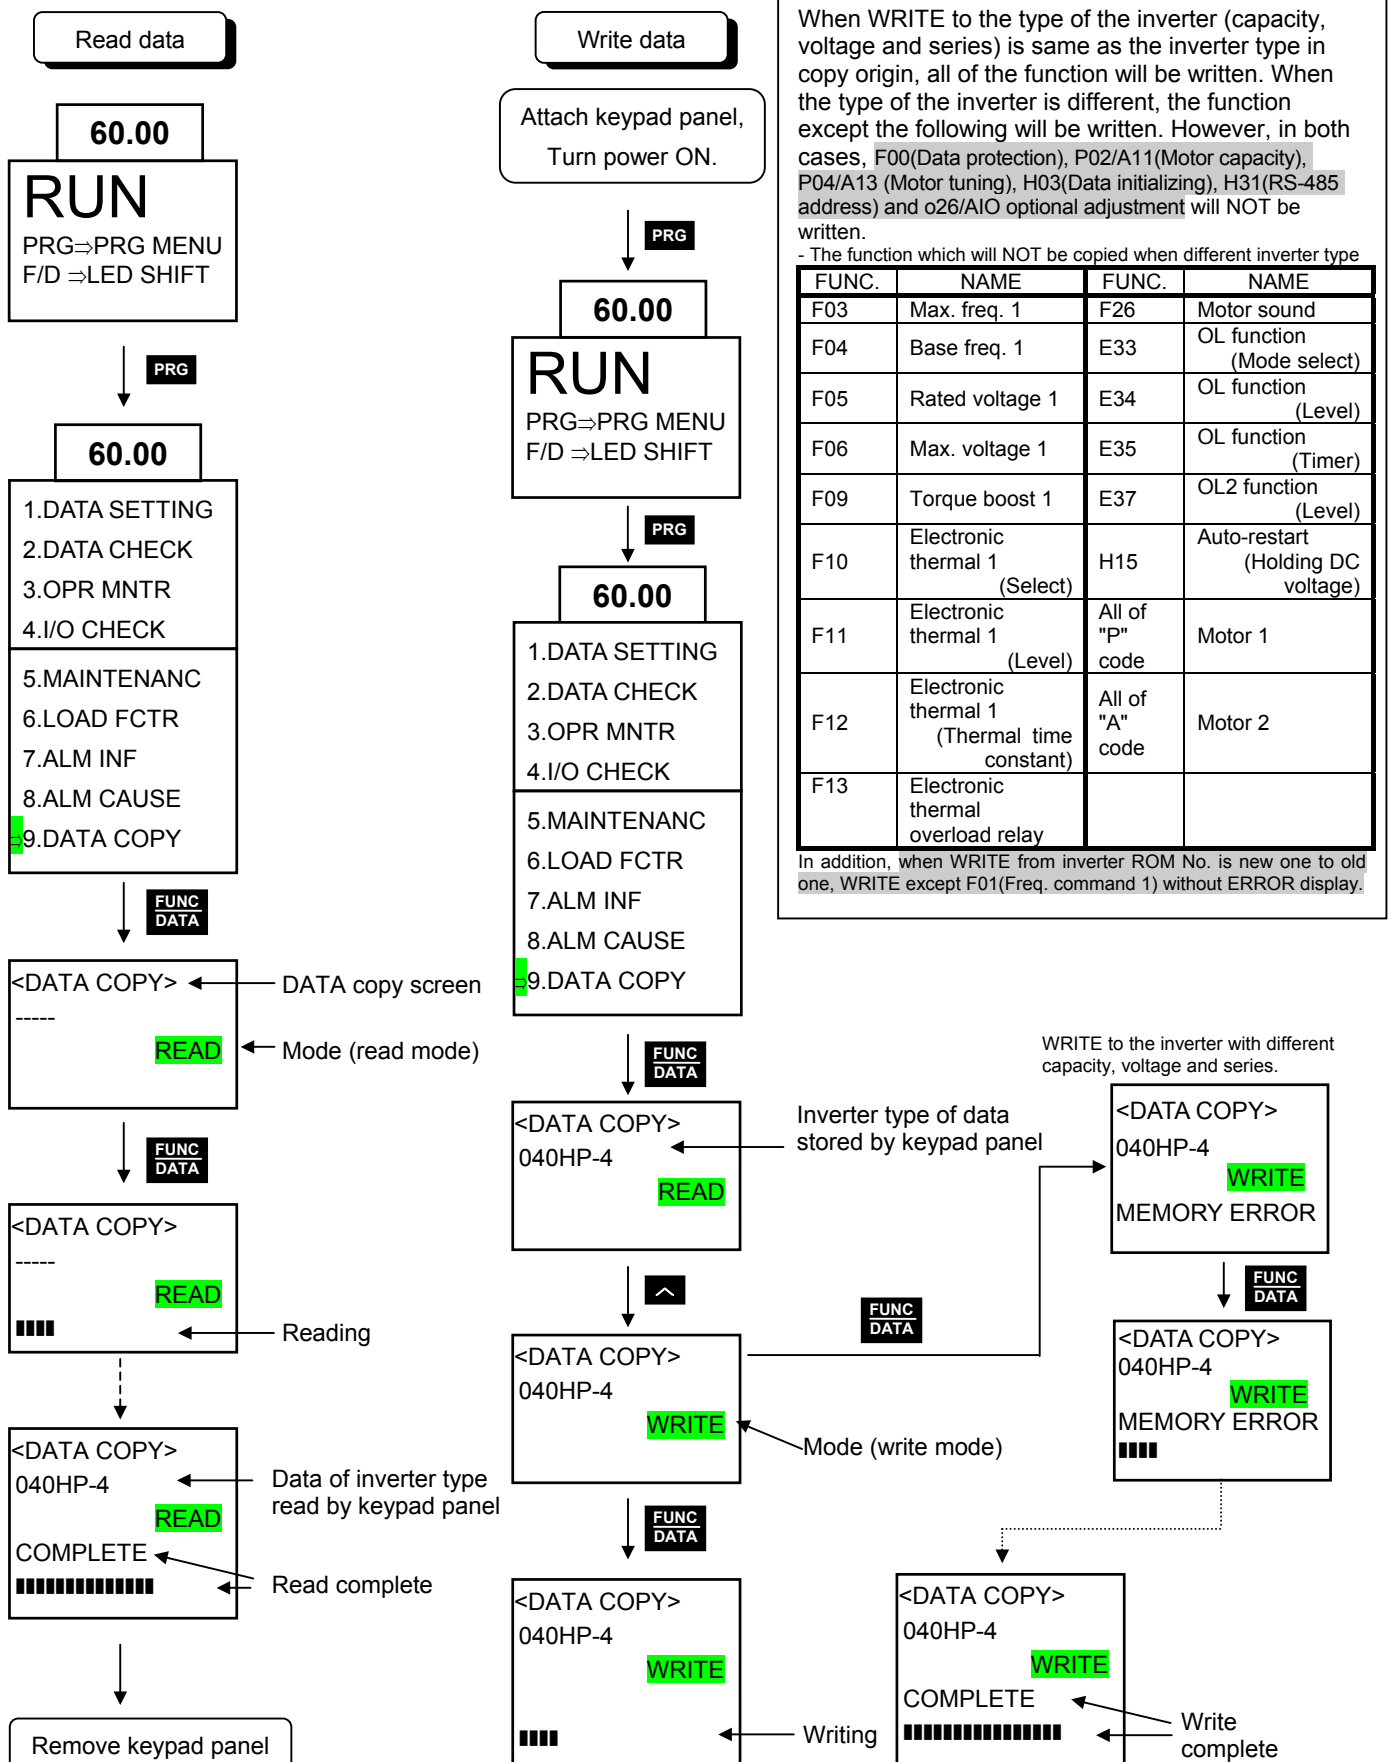 Read data
60.00
RUN
PRG⇒PRG MENU
F/D ⇒LED SHIFT
PRG
60.00
1.DATA SETTING
2.DATA CHECK
3.OPR MNTR
4.I/O CHECK
5.MAINTENANC
6.LOAD FCTR
7.ALM INF
8.ALM CAUSE
⇒9.DATA COPY
FUNC
DATA
<DATA COPY>
DATA copy screen
-----
READ
Mode (read mode)
FUNC
DATA
<DATA COPY>
-----
READ
Reading
<DATA COPY>
040HP-4
Data of inverter type
read by keypad panel
READ
COMPLETE
Read complete
Remove keypad panel
Write data
Attach keypad panel,
Turn power ON.
PRG
60.00
RUN
PRG⇒PRG MENU
F/D ⇒LED SHIFT
PRG
60.00
1.DATA SETTING
2.DATA CHECK
3.OPR MNTR
4.I/O CHECK
5.MAINTENANC
6.LOAD FCTR
7.ALM INF
8.ALM CAUSE
⇒9.DATA COPY
FUNC
DATA
<DATA COPY>
040HP-4
READ
Inverter type of data
stored by keypad panel
<DATA COPY>
040HP-4
WRITE
Mode (write mode)
FUNC
DATA
FUNC
DATA
<DATA COPY>
040HP-4
WRITE
Writing
When WRITE to the type of the inverter (capacity,
voltage and series) is same as the inverter type in
copy origin, all of the function will be written. When
the type of the inverter is different, the function
except the following will be written. However, in both
cases, F00(Data protection), P02/A11(Motor capacity),
P04/A13 (Motor tuning), H03(Data initializing), H31(RS-485
address) and o26/AIO optional adjustment will NOT be
written.
- The function which will NOT be copied when different inverter type
FUNC. NAME FUNC. NAME
F03 Max. freq. 1 F26 Motor sound
F04 Base freq. 1 E33 OL function
(Mode select)
F05 Rated voltage 1 E34 OL function
(Level)
F06 Max. voltage 1 E35 OL function
(Timer)
F09 Torque boost 1 E37 OL2 function
(Level)
F10 Electronic
thermal 1
(Select)
H15 Auto-restart
(Holding DC
voltage)
F11 Electronic
thermal 1
(Level)
All of
"P"
code
Motor 1
F12 Electronic
thermal 1
(Thermal time
constant)
All of
"A"
code
Motor 2
F13 Electronic
thermal
overload relay
In addition, when WRITE from inverter ROM No. is new one to old
one, WRITE except F01(Freq. command 1) without ERROR display.
WRITE to the inverter with different
capacity, voltage and series.
<DATA COPY>
040HP-4
WRITE
MEMORY ERROR
FUNC
DATA
<DATA COPY>
040HP-4
WRITE
MEMORY ERROR
<DATA COPY>
040HP-4
WRITE
COMPLETE
Write
complete